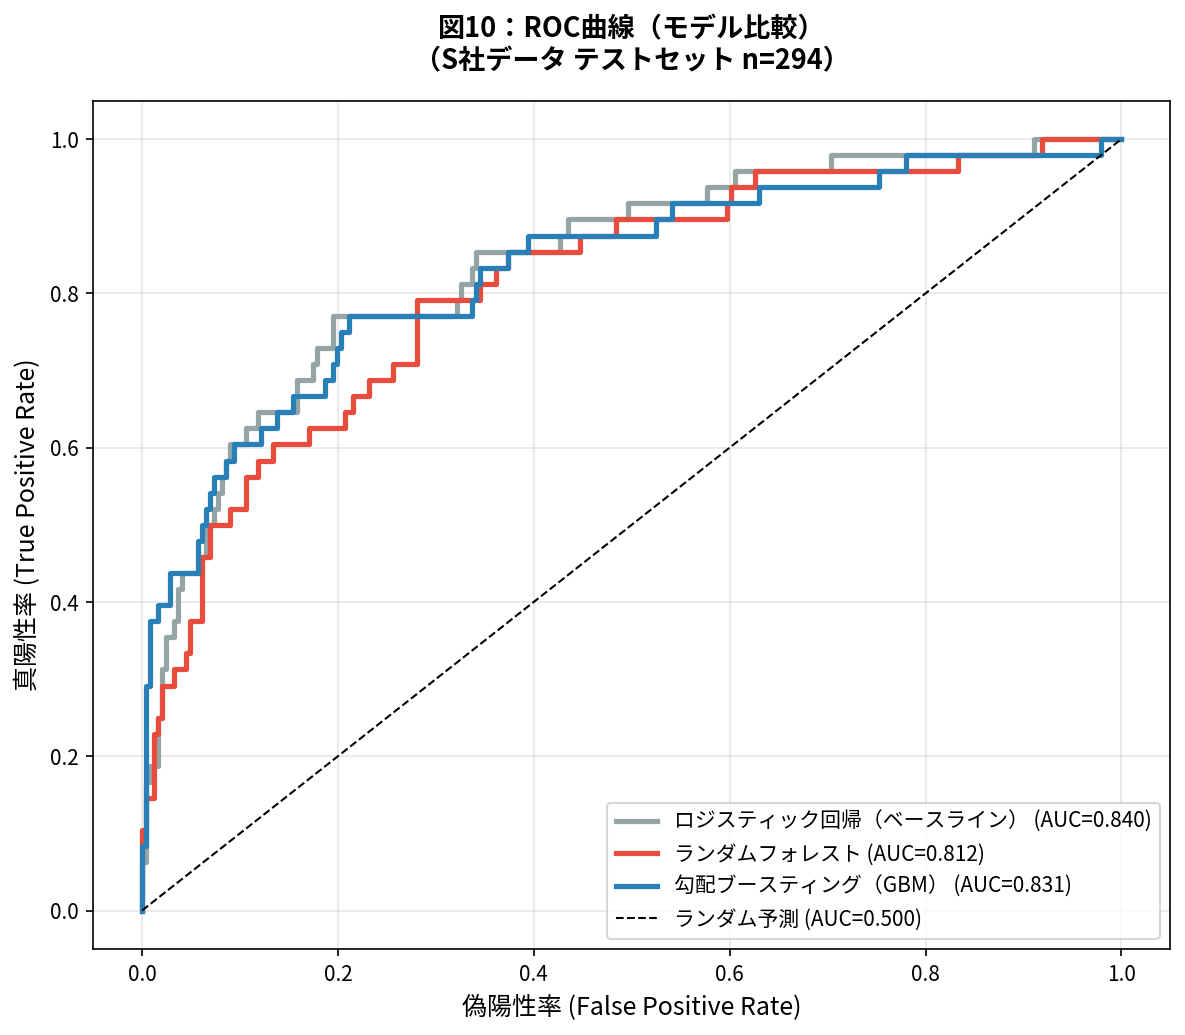 図10：ROC曲線（モデル比較）
（S社データ テストセット n=294）
真陽性率 (True Positive Rate)
1.0
0.8
0.6
0.4
0.2
0.0
ロジスティック回帰（ベースライン） (AUC=0.840)
ランダムフォレスト (AUC=0.812)
勾配ブースティング（GBM） (AUC=0.831)
ランダム予測 (AUC=0.500)
0.0 0.2 0.4 0.6 0.8 1.0
偽陽性率 (False Positive Rate)